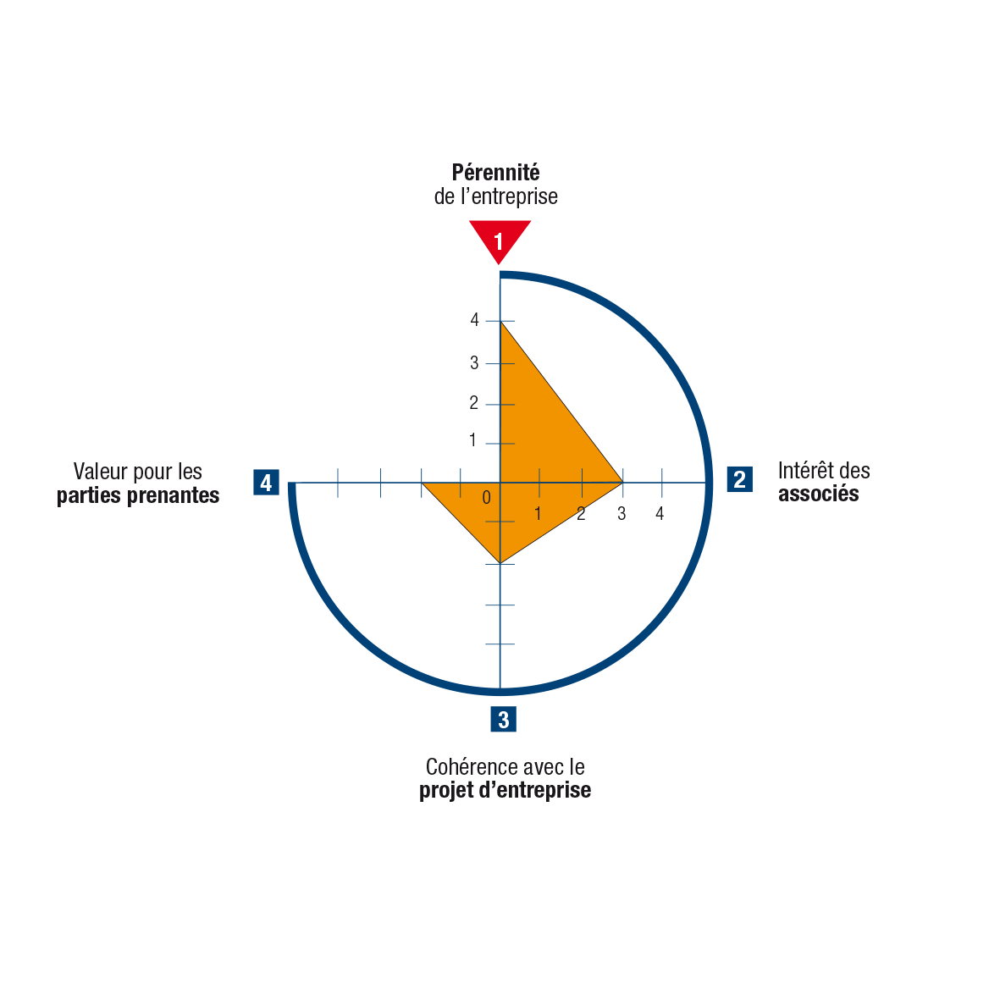 Pérennité
de l’entreprise
1
4
3
2
1
Valeur pour les
parties prenantes
4
0
1 2 3 4
2
Intérêt des
associés
3
Cohérence avec le
projet d’entreprise